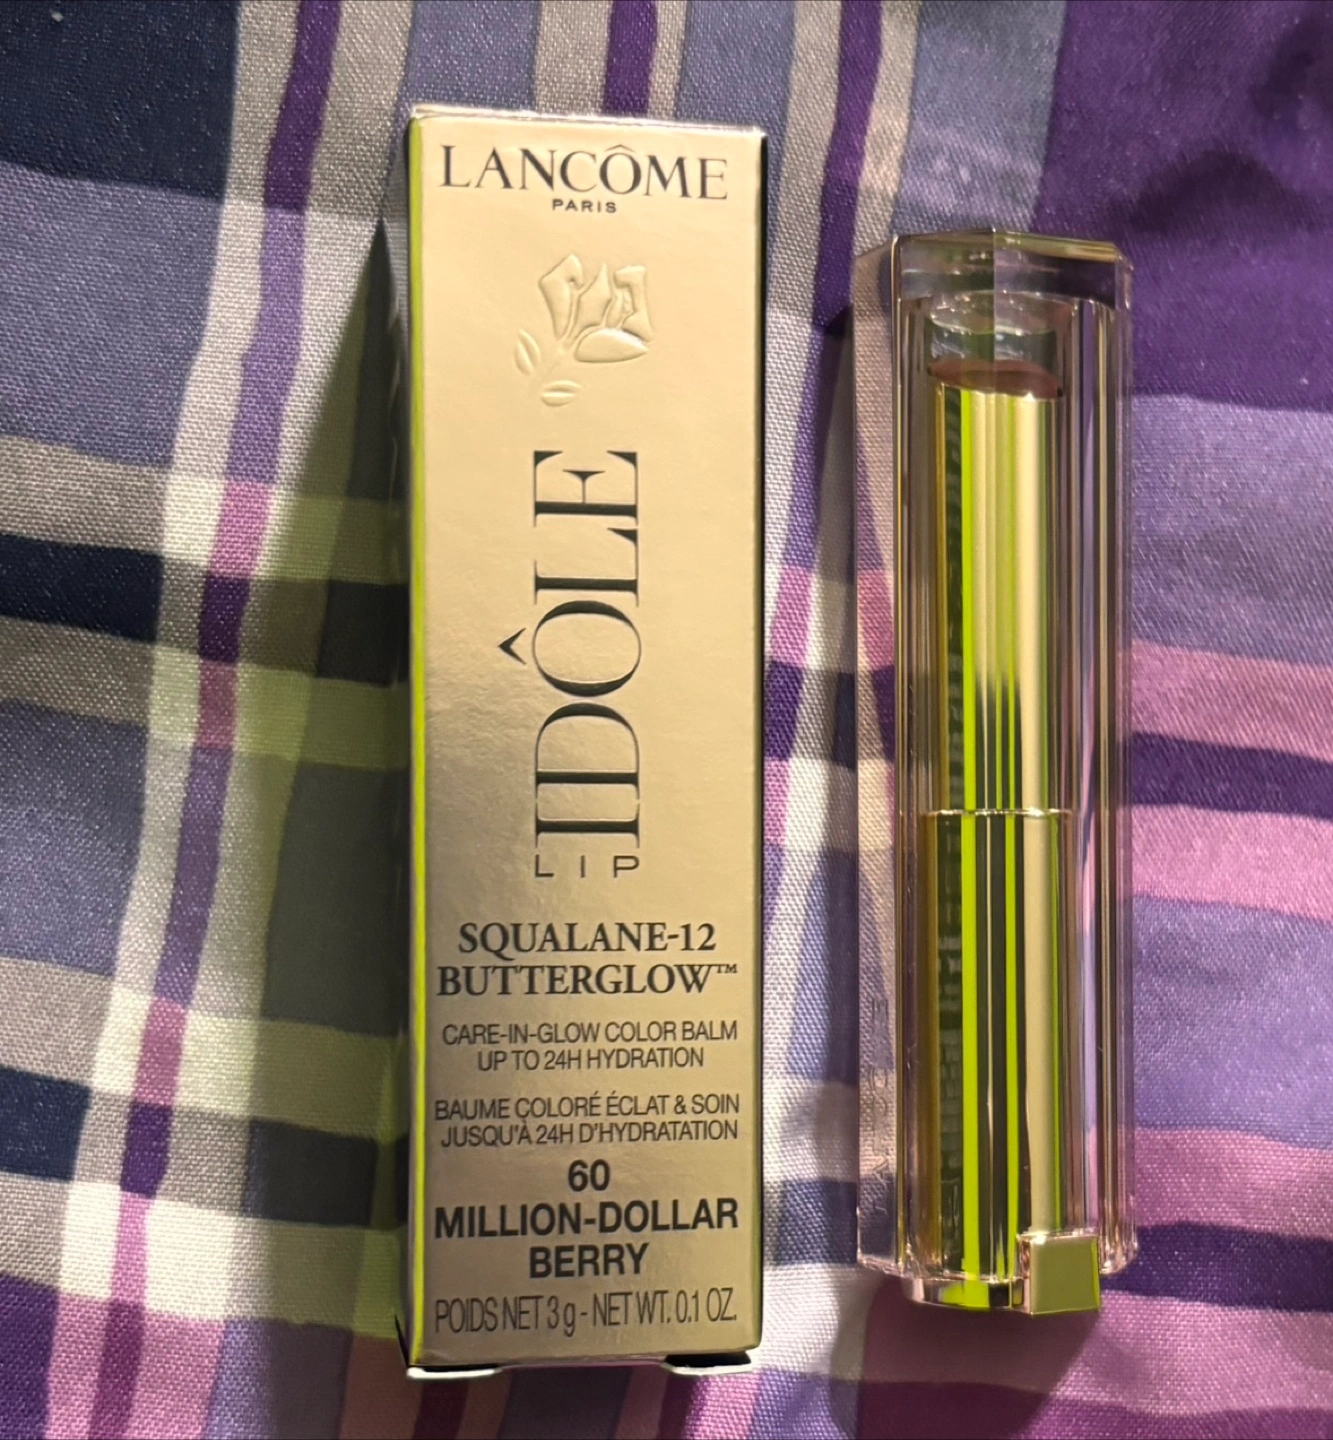 LANCÔME
PARIS
IDÔLE
LIP
SQUALANE-12
BUTTERGLOW™
CARE-IN-GLOW COLOR BALM
UP TO 24H HYDRATION
BAUME COLORÉ ÉCLAT & SOIN
JUSQU'À 24H D'HYDRATATION
60
MILLION-DOLLAR
BERRY
POIDS NET 3 g - NET WT. 0.1 OZ.